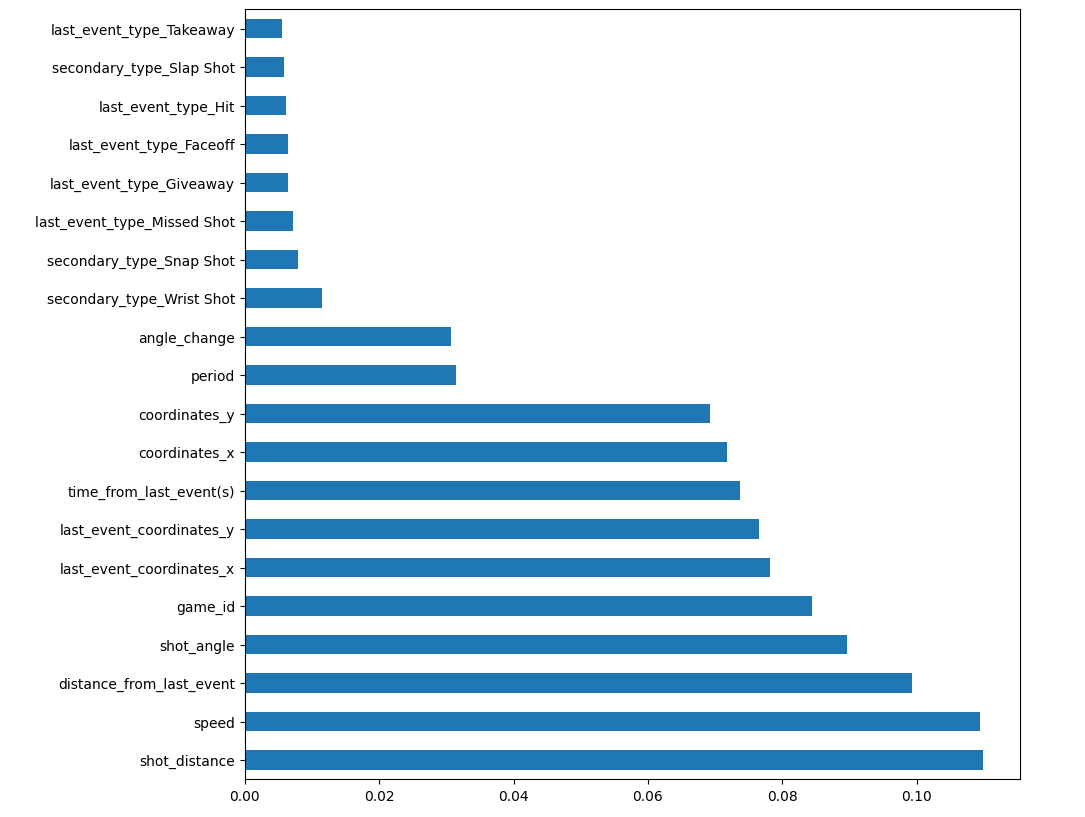 last_event_type_Takeaway
secondary_type_Slap Shot
last_event_type_Hit
last_event_type_Faceoff
last_event_type_Giveaway
last_event_type_Missed Shot
secondary_type_Snap Shot
secondary_type_Wrist Shot
angle_change
period
coordinates_y
coordinates_x
time_from_last_event(s)
last_event_coordinates_y
last_event_coordinates_x
game_id
shot_angle
distance_from_last_event
speed
shot_distance
0.00 0.02 0.04 0.06 0.08 0.10